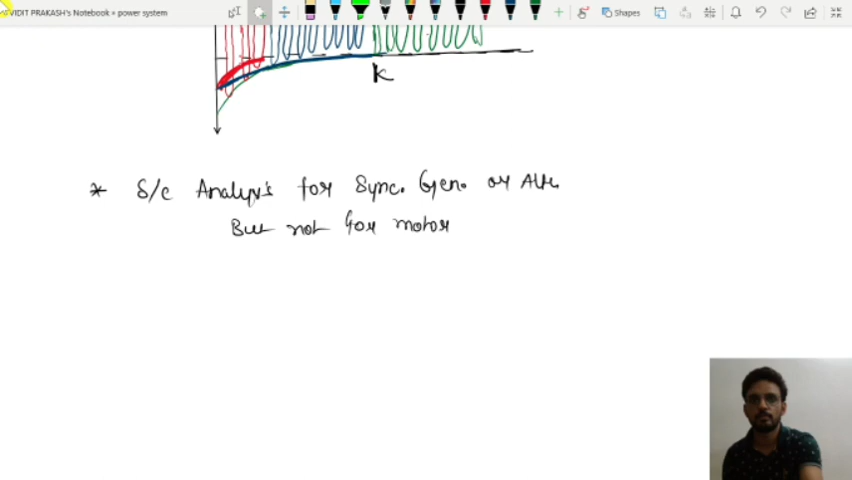 VIDIT PRAKASH's Notebook » power system
Shapes
K
* S/c Analysis for Sync. Gen. or Alt.
But not for motor